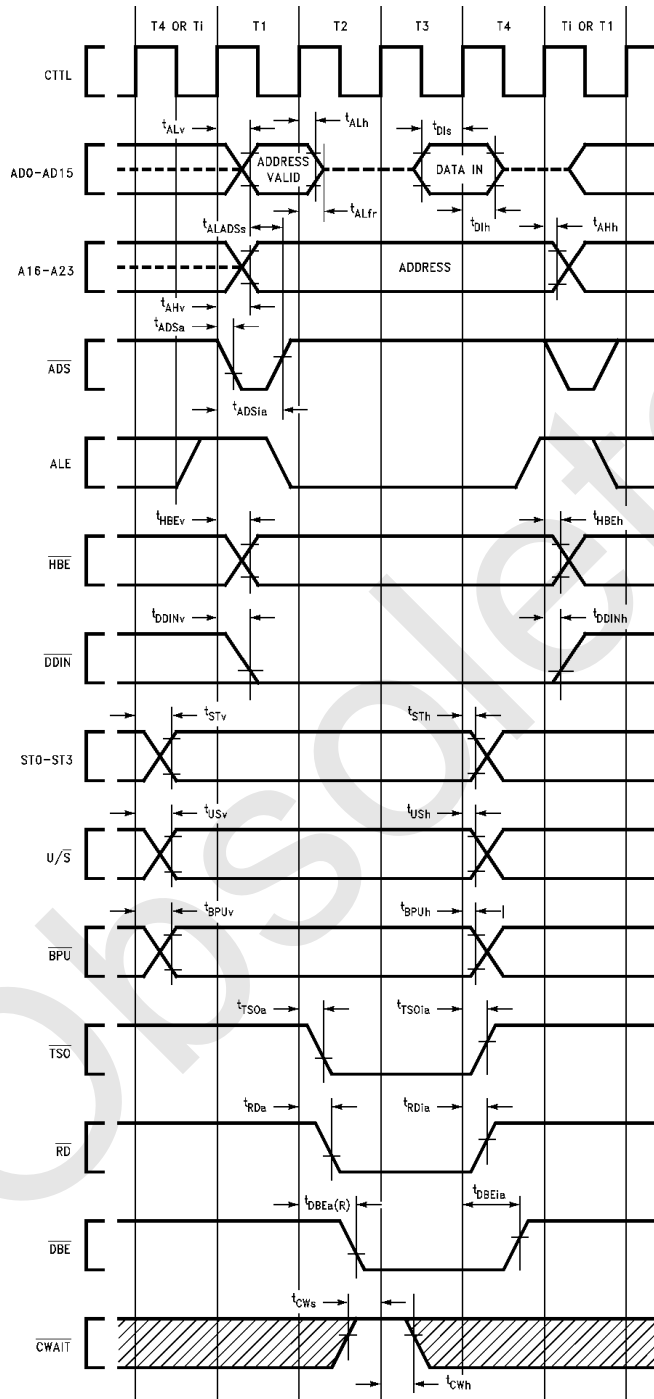 T4 OR Ti T1 T2 T3 T4 Ti OR T1
CTTL
tALv tALh tDIs
AD0-AD15 ADDRESS VALID DATA IN
tALADSs tALfr tDIh tAHh
A16-A23 ADDRESS
tAHv
tADSa
ADS
tADSia
ALE
tHBEv tHBEh
HBE
tDDINv tDDINh
DDIN
tSTv tSTh
ST0-ST3
tUSv tUSh
U/S
tBPUv tBPUh
BPU
tTSOa tTSOia
TSO
tRDa tRDia
RD
tDBEa(R) tDBEia
DBE
tCWs
CWAIT
tCWh
Obsolete